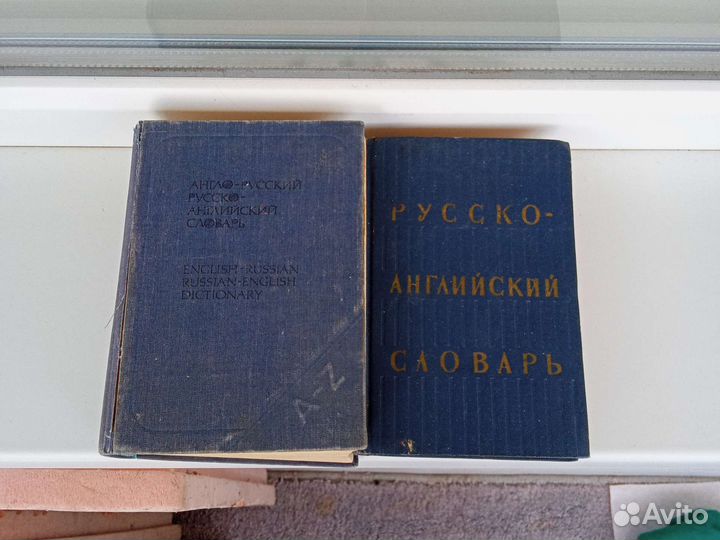 АНГЛО-РУССКИЙ
РУССКО-
АНГЛИЙСКИЙ
СЛОВАРЬ
ENGLISH-RUSSIAN
RUSSIAN-ENGLISH
DICTIONARY
A-Z
РУССКО-
АНГЛИЙСКИЙ
СЛОВАРЬ
Avito